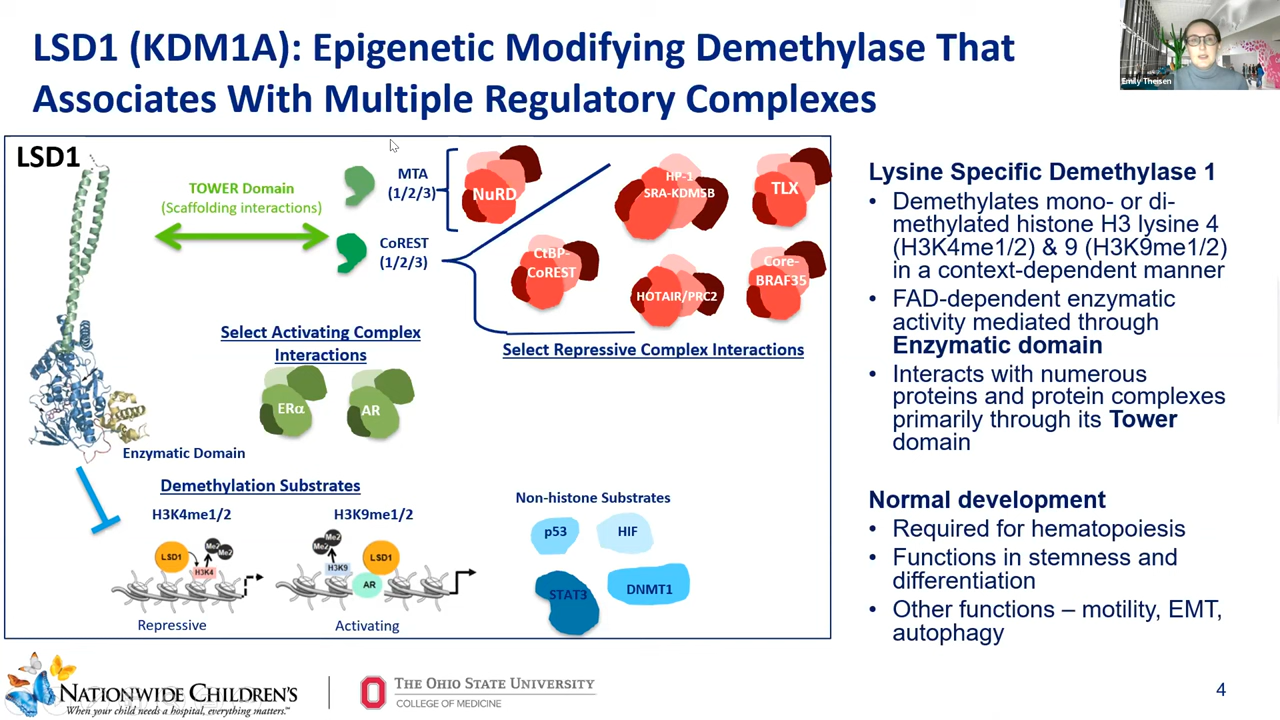 LSD1 (KDM1A): Epigenetic Modifying Demethylase That
Associates With Multiple Regulatory Complexes
Emily Theisen
LSD1
TOWER Domain
(Scaffolding interactions)
MTA
(1/2/3)
CoREST
(1/2/3)
NuRD
HP-1
SRA-KDM5B
TLX
CtBP-
CoREST
HOTAIR/PRC2
Core-
BRAF35
Select Repressive Complex Interactions
Select Activating Complex
Interactions
ERα
AR
Enzymatic Domain
Demethylation Substrates
H3K4me1/2
H3K9me1/2
LSD1
Me2
Me2
H3K4
Me2
Me2
H3K9
LSD1
AR
Repressive
Activating
Non-histone Substrates
p53
HIF
STAT3
DNMT1
Lysine Specific Demethylase 1
• Demethylates mono- or di-
methylated histone H3 lysine 4
(H3K4me1/2) & 9 (H3K9me1/2)
in a context-dependent manner
• FAD-dependent enzymatic
activity mediated through
Enzymatic domain
• Interacts with numerous
proteins and protein complexes
primarily through its Tower
domain
Normal development
• Required for hematopoiesis
• Functions in stemness and
differentiation
• Other functions – motility, EMT,
autophagy
NATIONWIDE CHILDREN'S
When your child needs a hospital, everything matters.™
THE OHIO STATE UNIVERSITY
COLLEGE OF MEDICINE
4